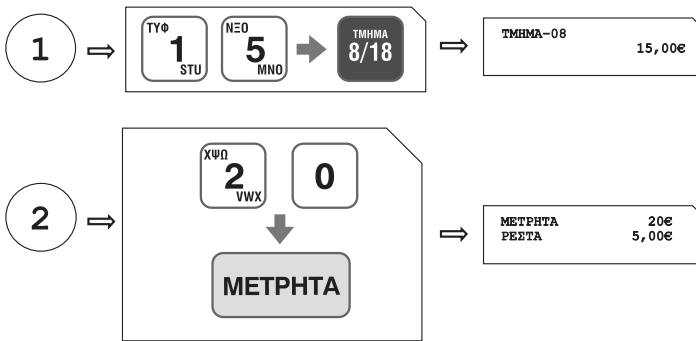 1
ΤΥΦ
1
STU
ΝΞΟ
5
MNO
ΤΜΗΜΑ
8/18
ΤΜΗΜΑ-08
15,00€
2
ΧΨΩ
2
VWX
0
ΜΕΤΡΗΤΑ
ΜΕΤΡΗΤΑ 20€
ΡΕΣΤΑ 5,00€